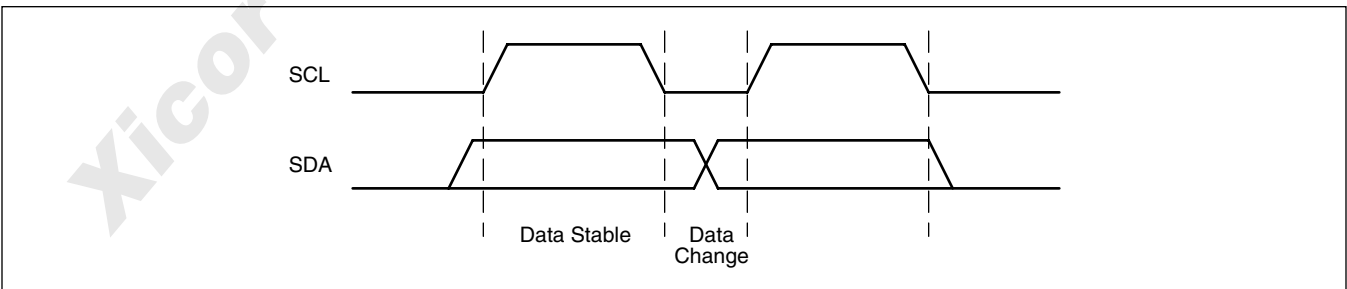 Xicor
SCL
SDA
Data Stable
Data
Change